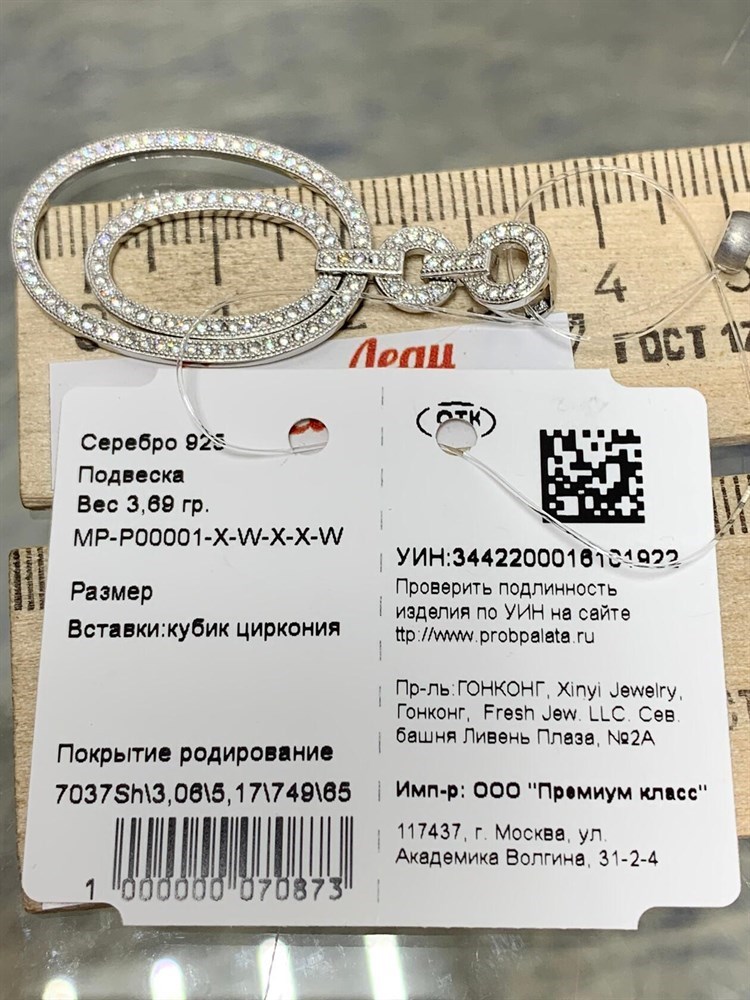 4
5
ГОСТ 17
Леди
Серебро 925
Подвеска
Вес 3,69 гр.
MP-P00001-X-W-X-X-W
Размер
Вставки:кубик циркония
Покрытие родирование
7037Sh\3,06\5,17\749\65
1 000000 070873
ОТК
УИН:3442200016101922
Проверить подлинность
изделия по УИН на сайте
ttp://www.probpalata.ru
Пр-ль:ГОНКОНГ, Xinyi Jewelry,
Гонконг, Fresh Jew. LLC. Сев.
башня Ливень Плаза, №2А
Имп-р: ООО "Премиум класс"
117437, г. Москва, ул.
Академика Волгина, 31-2-4